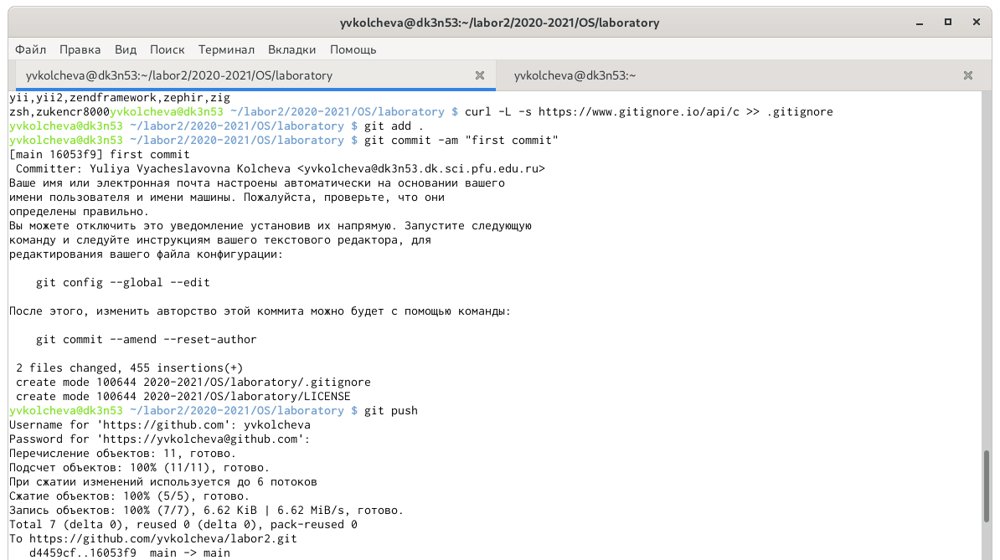 yvkolcheva@dk3n53:~/labor2/2020-2021/OS/laboratory
Файл Правка Вид Поиск Терминал Вкладки Помощь
yvkolcheva@dk3n53:~/labor2/2020-2021/OS/laboratory yvkolcheva@dk3n53:~
yii,yii2,zendframework,zephir,zig
zsh,zukencr8000yvkolcheva@dk3n53 ~/labor2/2020-2021/OS/laboratory $ curl -L -s https://www.gitignore.io/api/c >> .gitignore
yvkolcheva@dk3n53 ~/labor2/2020-2021/OS/laboratory $ git add .
yvkolcheva@dk3n53 ~/labor2/2020-2021/OS/laboratory $ git commit -am "first commit"
[main 16053f9] first commit
 Committer: Yuliya Vyacheslavovna Kolcheva <yvkolcheva@dk3n53.dk.sci.pfu.edu.ru>
Ваше имя или электронная почта настроены автоматически на основании вашего
имени пользователя и имени машины. Пожалуйста, проверьте, что они
определены правильно.
Вы можете отключить это уведомление установив их напрямую. Запустите следующую
команду и следуйте инструкциям вашего текстового редактора, для
редактирования вашего файла конфигурации:
    git config --global --edit
После этого, изменить авторство этой коммита можно будет с помощью команды:
    git commit --amend --reset-author
 2 files changed, 455 insertions(+)
 create mode 100644 2020-2021/OS/laboratory/.gitignore
 create mode 100644 2020-2021/OS/laboratory/LICENSE
yvkolcheva@dk3n53 ~/labor2/2020-2021/OS/laboratory $ git push
Username for 'https://github.com': yvkolcheva
Password for 'https://yvkolcheva@github.com':
Перечисление объектов: 11, готово.
Подсчет объектов: 100% (11/11), готово.
При сжатии изменений используется до 6 потоков
Сжатие объектов: 100% (5/5), готово.
Запись объектов: 100% (7/7), 6.62 KiB | 6.62 MiB/s, готово.
Total 7 (delta 0), reused 0 (delta 0), pack-reused 0
To https://github.com/yvkolcheva/labor2.git
   d4459cf..16053f9  main -> main